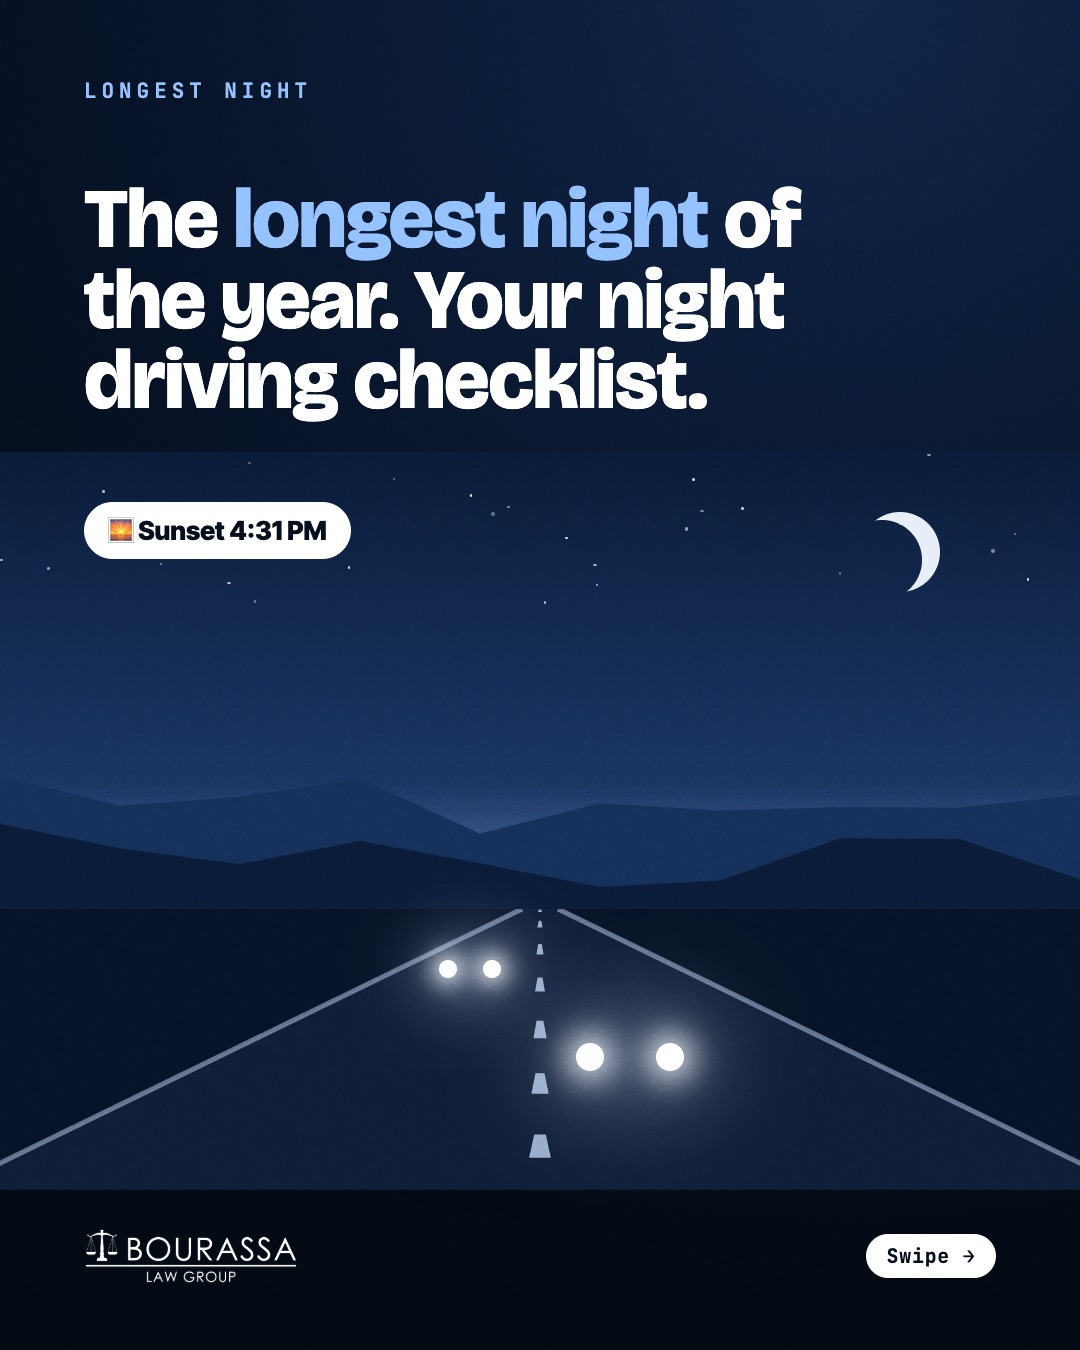 LONGEST NIGHT
The longest night of
the year. Your night
driving checklist.
Sunset 4:31 PM
BOURASSA
LAW GROUP
Swipe →